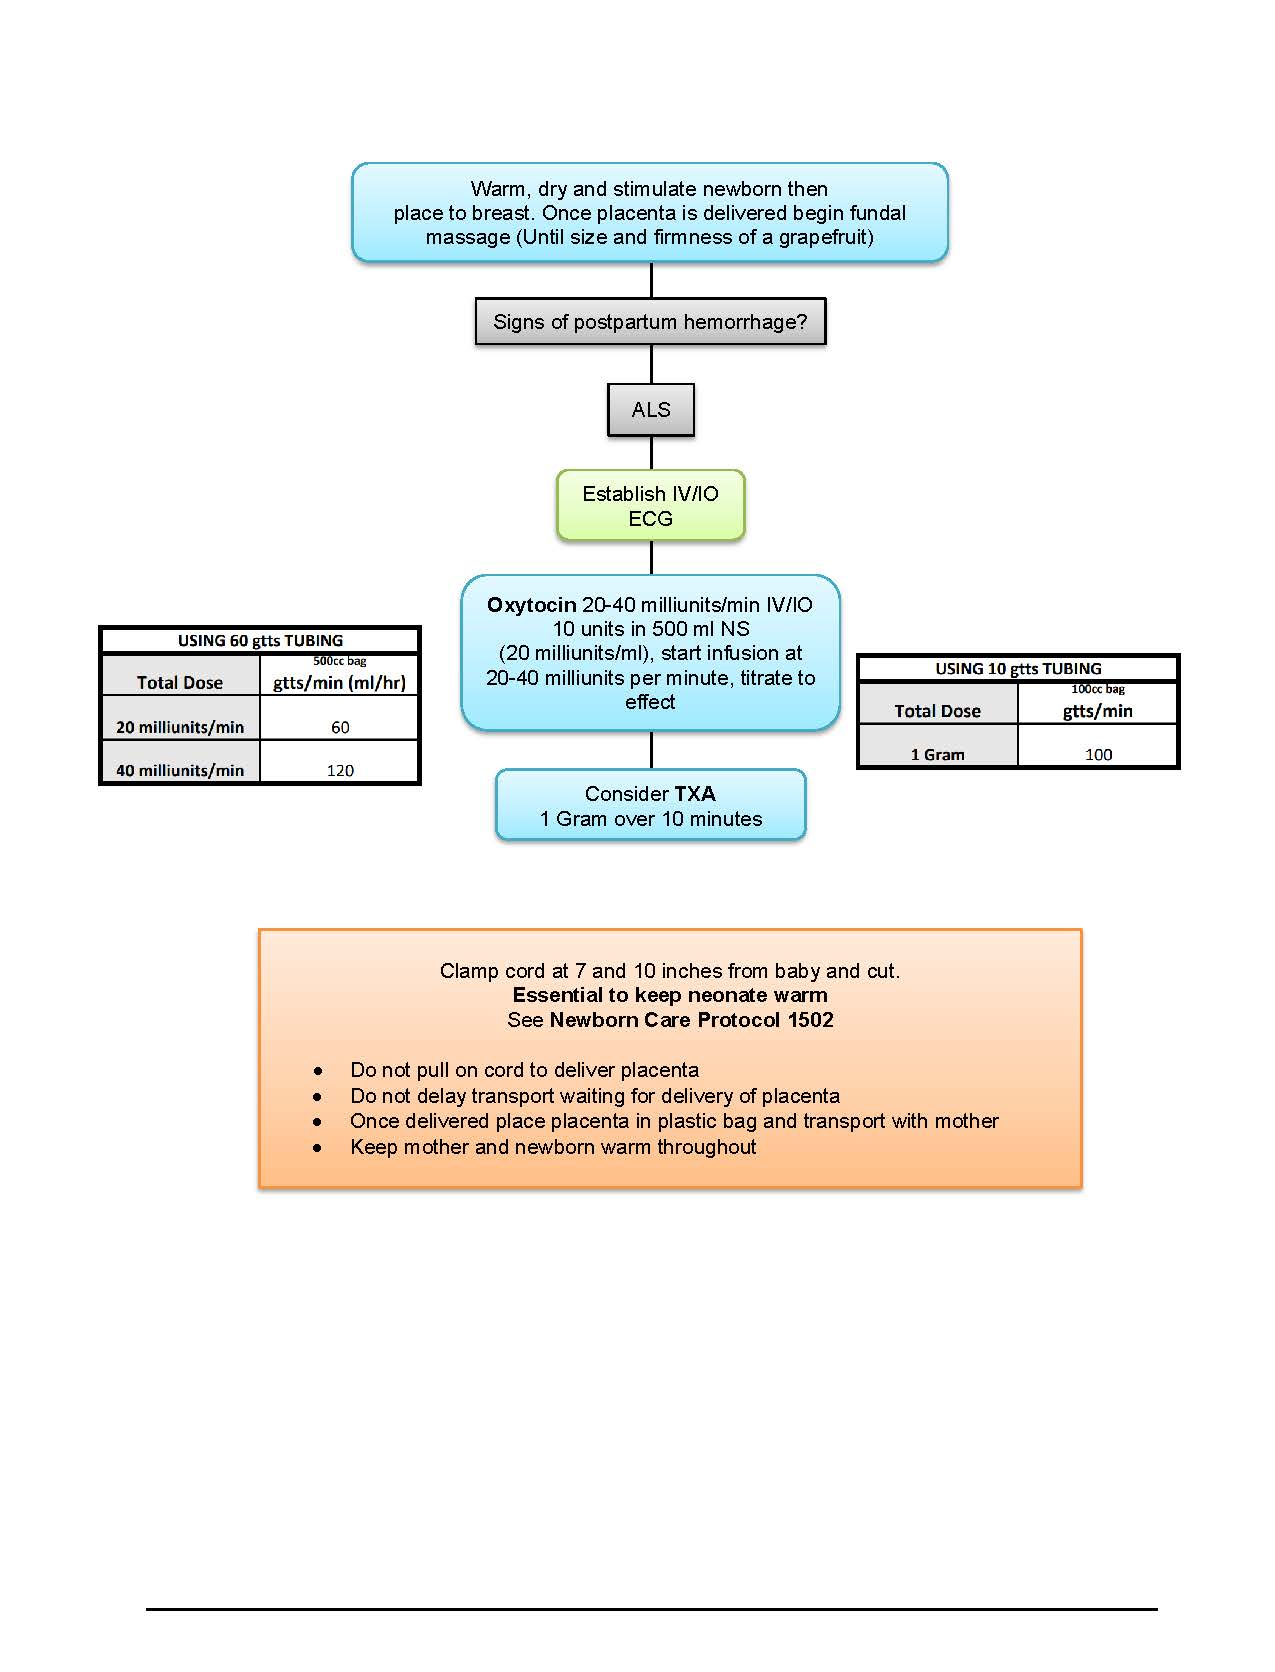 Warm, dry and stimulate newborn then
place to breast. Once placenta is delivered begin fundal
massage (Until size and firmness of a grapefruit)
Signs of postpartum hemorrhage?
ALS
Establish IV/IO
ECG
Oxytocin 20-40 milliunits/min IV/IO
10 units in 500 ml NS
(20 milliunits/ml), start infusion at
20-40 milliunits per minute, titrate to
effect
USING 60 gtts TUBING
500cc bag
Total Dose gtts/min (ml/hr)
20 milliunits/min 60
40 milliunits/min 120
USING 10 gtts TUBING
100cc bag
Total Dose gtts/min
1 Gram 100
Consider TXA
1 Gram over 10 minutes
Clamp cord at 7 and 10 inches from baby and cut.
Essential to keep neonate warm
See Newborn Care Protocol 1502
• Do not pull on cord to deliver placenta
• Do not delay transport waiting for delivery of placenta
• Once delivered place placenta in plastic bag and transport with mother
• Keep mother and newborn warm throughout